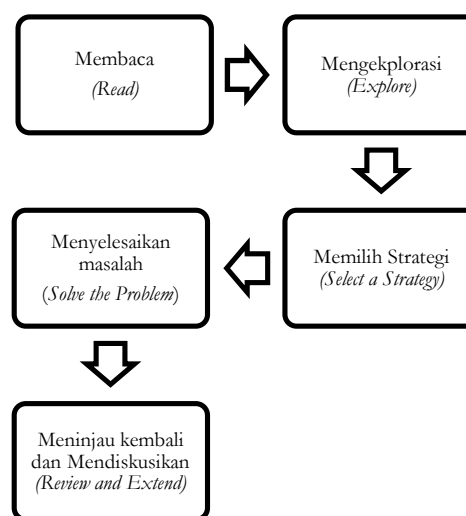 Membaca
(Read)
Mengekplorasi
(Explore)
Memilih Strategi
(Select a Strategy)
Menyelesaikan
masalah
(Solve the Problem)
Meninjau kembali
dan Mendiskusikan
(Review and Extend)